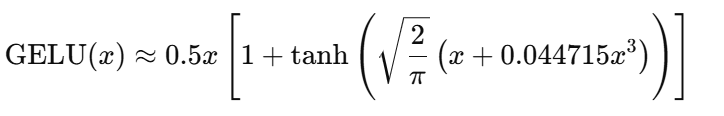 GELU(x) ≈ 0.5x [1 + tanh (√(2/π) (x + 0.044715x³))]